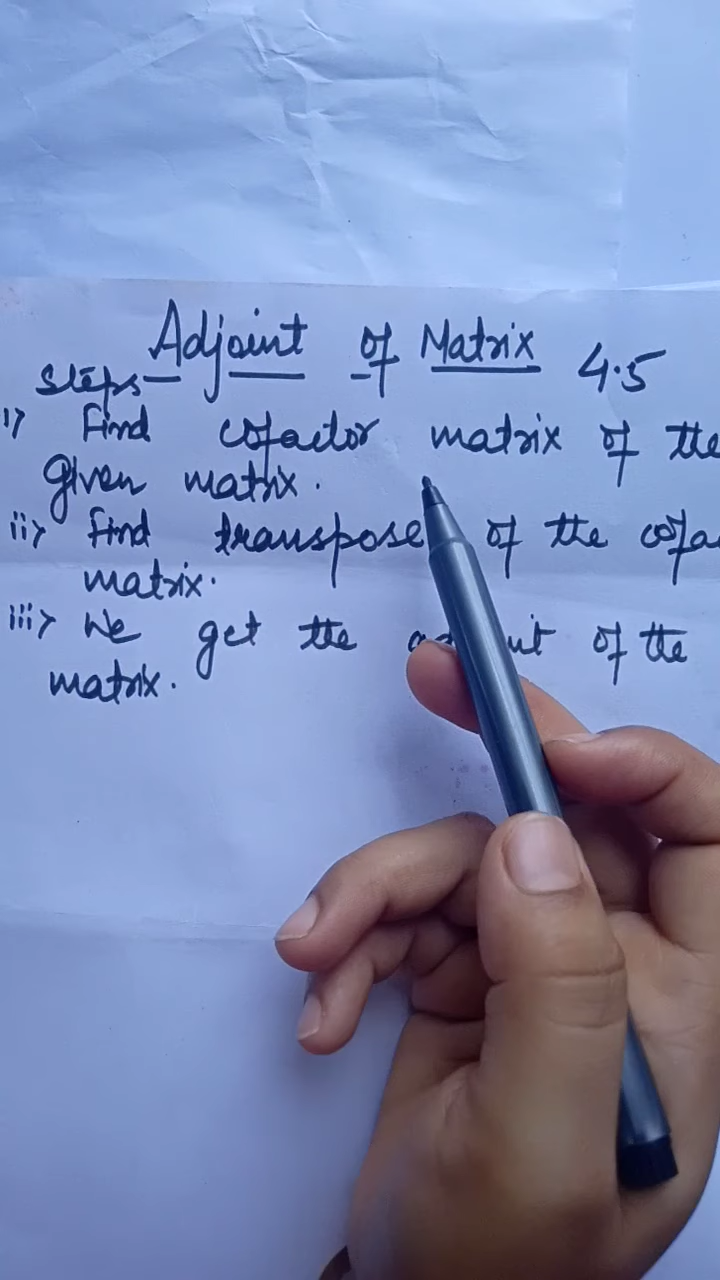 Adjoint of Matrix 4.5
Steps
i> Find cofactor matrix of the
given matrix.
ii> find transpose of the
matrix.
iii> We get the of the
matrix.